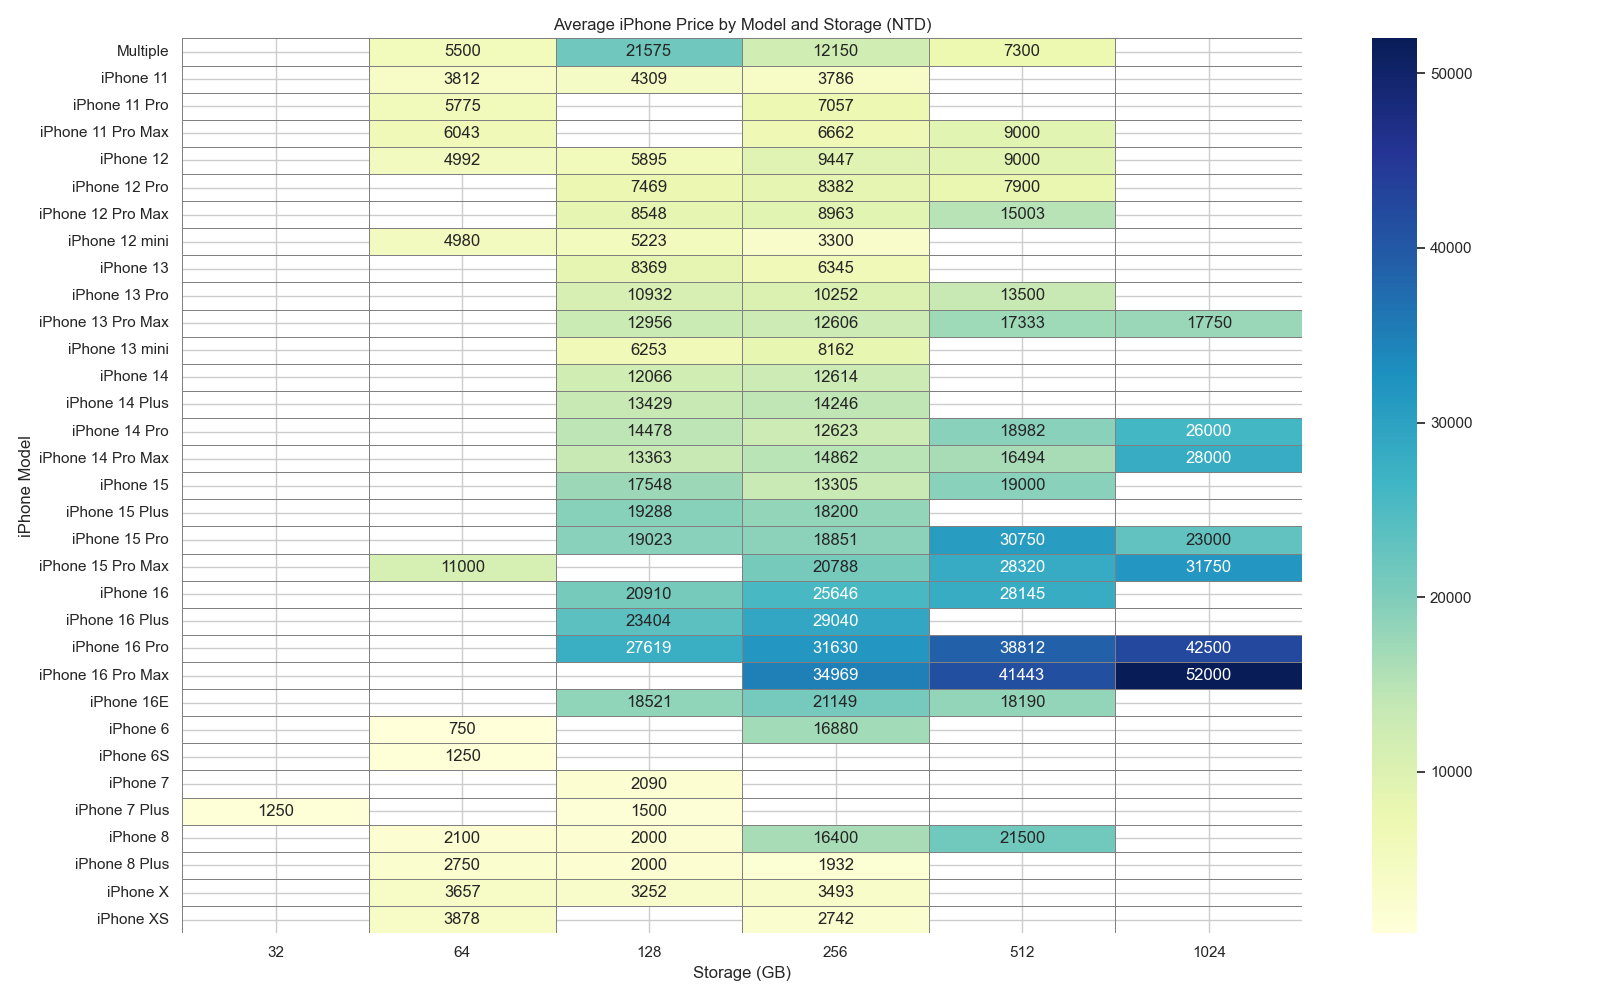 Average iPhone Price by Model and Storage (NTD)
Multiple 5500 21575 12150 7300
iPhone 11 3812 4309 3786
iPhone 11 Pro 5775 7057
iPhone 11 Pro Max 6043 6662 9000
iPhone 12 4992 5895 9447 9000
iPhone 12 Pro 7469 8382 7900
iPhone 12 Pro Max 8548 8963 15003
iPhone 12 mini 4980 5223 3300
iPhone 13 8369 6345
iPhone 13 Pro 10932 10252 13500
iPhone 13 Pro Max 12956 12606 17333 17750
iPhone 13 mini 6253 8162
iPhone 14 12066 12614
iPhone 14 Plus 13429 14246
iPhone 14 Pro 14478 12623 18982 26000
iPhone 14 Pro Max 13363 14862 16494 28000
iPhone 15 17548 13305 19000
iPhone 15 Plus 19288 18200
iPhone 15 Pro 19023 18851 30750 23000
iPhone 15 Pro Max 11000 20788 28320 31750
iPhone 16 20910 25646 28145
iPhone 16 Plus 23404 29040
iPhone 16 Pro 27619 31630 38812 42500
iPhone 16 Pro Max 34969 41443 52000
iPhone 16E 18521 21149 18190
iPhone 6 750 16880
iPhone 6S 1250
iPhone 7 2090
iPhone 7 Plus 1250 1500
iPhone 8 2100 2000 16400 21500
iPhone 8 Plus 2750 2000 1932
iPhone X 3657 3252 3493
iPhone XS 3878 2742
32 64 128 256 512 1024
Storage (GB)
iPhone Model
50000
40000
30000
20000
10000